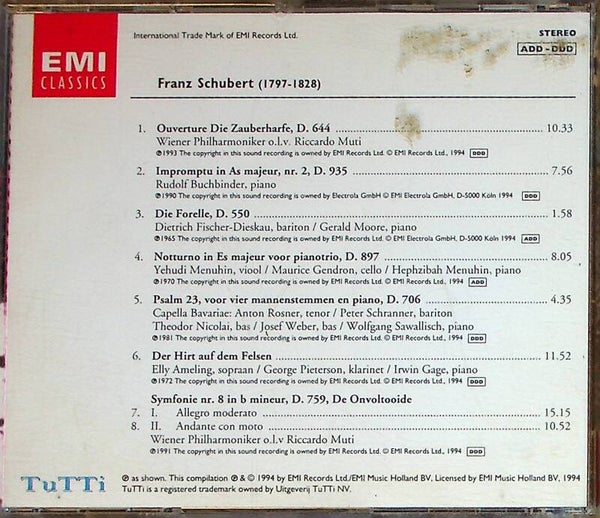 EMI
CLASSICS
International Trade Mark of EMI Records Ltd.
STEREO
ADD - DDD
Franz Schubert (1797-1828)
1. Ouverture Die Zauberharfe, D. 644 10.33
Wiener Philharmoniker o.l.v. Riccardo Muti
℗1993 The copyright in this sound recording is owned by EMI Records Ltd. © EMI Records Ltd., 1994 DDD
2. Impromptu in As majeur, nr. 2, D. 935 7.56
Rudolf Buchbinder, piano
℗1990 The copyright in this sound recording is owned by Electrola GmbH © EMI Electrola GmbH, D-5000 Köln 1994 DDD
3. Die Forelle, D. 550 1.58
Dietrich Fischer-Dieskau, bariton / Gerald Moore, piano
℗1965 The copyright in this sound recording is owned by EMI Records Ltd. © EMI Electrola GmbH, D-5000 Köln 1994 ADD
4. Notturno in Es majeur voor pianotrio, D. 897 8.05
Yehudi Menuhin, viool / Maurice Gendron, cello / Hephzibah Menuhin, piano
℗1970 The copyright in this sound recording is owned by EMI Records Ltd. © EMI Records Ltd., 1994 ADD
5. Psalm 23, voor vier mannenstemmen en piano, D. 706 4.35
Capella Bavariae: Anton Rosner, tenor / Peter Schranner, bariton
Theodor Nicolai, bas / Josef Weber, bas / Wolfgang Sawallisch, piano
℗1981 The copyright in this sound recording is owned by EMI Records Ltd. © EMI Records Ltd., 1994 ADD
6. Der Hirt auf dem Felsen 11.52
Elly Ameling, sopraan / George Pieterson, klarinet / Irwin Gage, piano
℗1972 The copyright in this sound recording is owned by EMI Records Ltd. © EMI Records Ltd., 1994 DDD
Symfonie nr. 8 in b mineur, D. 759, De Onvoltooide
7. I. Allegro moderato 15.15
8. II. Andante con moto 10.52
Wiener Philharmoniker o.l.v Riccardo Muti
℗1991 The copyright in this sound recording is owned by EMI Records Ltd. © EMI Records Ltd., 1994 DDD
TuTTi
℗ as shown. This compilation ℗ & © 1994 by EMI Records Ltd./EMI Music Holland BV. Licensed by EMI Music Holland BV, 1994
TuTTi is a registered trademark owned by Uitgeverij TuTTi NV.